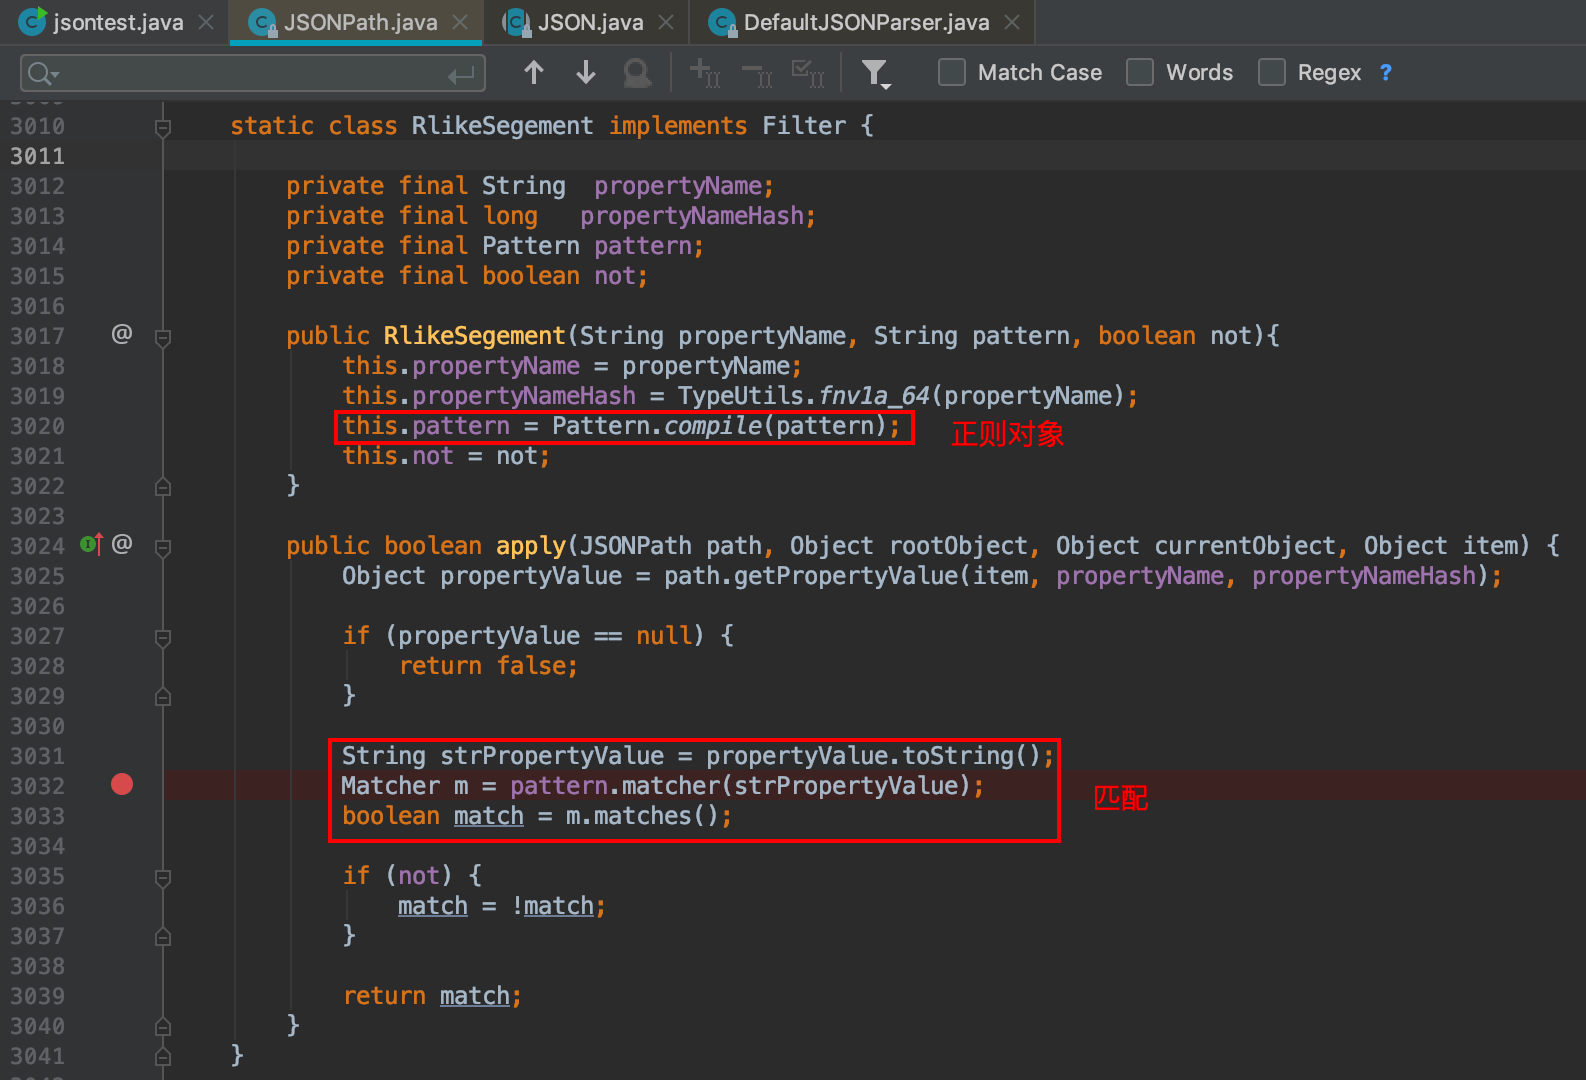 jsontest.java JSONPath.java JSON.java DefaultJSONParser.java
Match Case Words Regex ?
3010 static class RlikeSegement implements Filter {
3011
3012 private final String propertyName;
3013 private final long propertyNameHash;
3014 private final Pattern pattern;
3015 private final boolean not;
3016
3017 @ public RlikeSegement(String propertyName, String pattern, boolean not){
3018 this.propertyName = propertyName;
3019 this.propertyNameHash = TypeUtils.fnv1a_64(propertyName);
3020 this.pattern = Pattern.compile(pattern); 正则对象
3021 this.not = not;
3022 }
3023
3024 @ public boolean apply(JSONPath path, Object rootObject, Object currentObject, Object item) {
3025 Object propertyValue = path.getPropertyValue(item, propertyName, propertyNameHash);
3026
3027 if (propertyValue == null) {
3028 return false;
3029 }
3030
3031 String strPropertyValue = propertyValue.toString();
3032 Matcher m = pattern.matcher(strPropertyValue); 匹配
3033 boolean match = m.matches();
3034
3035 if (not) {
3036 match = !match;
3037 }
3038
3039 return match;
3040 }
3041 }